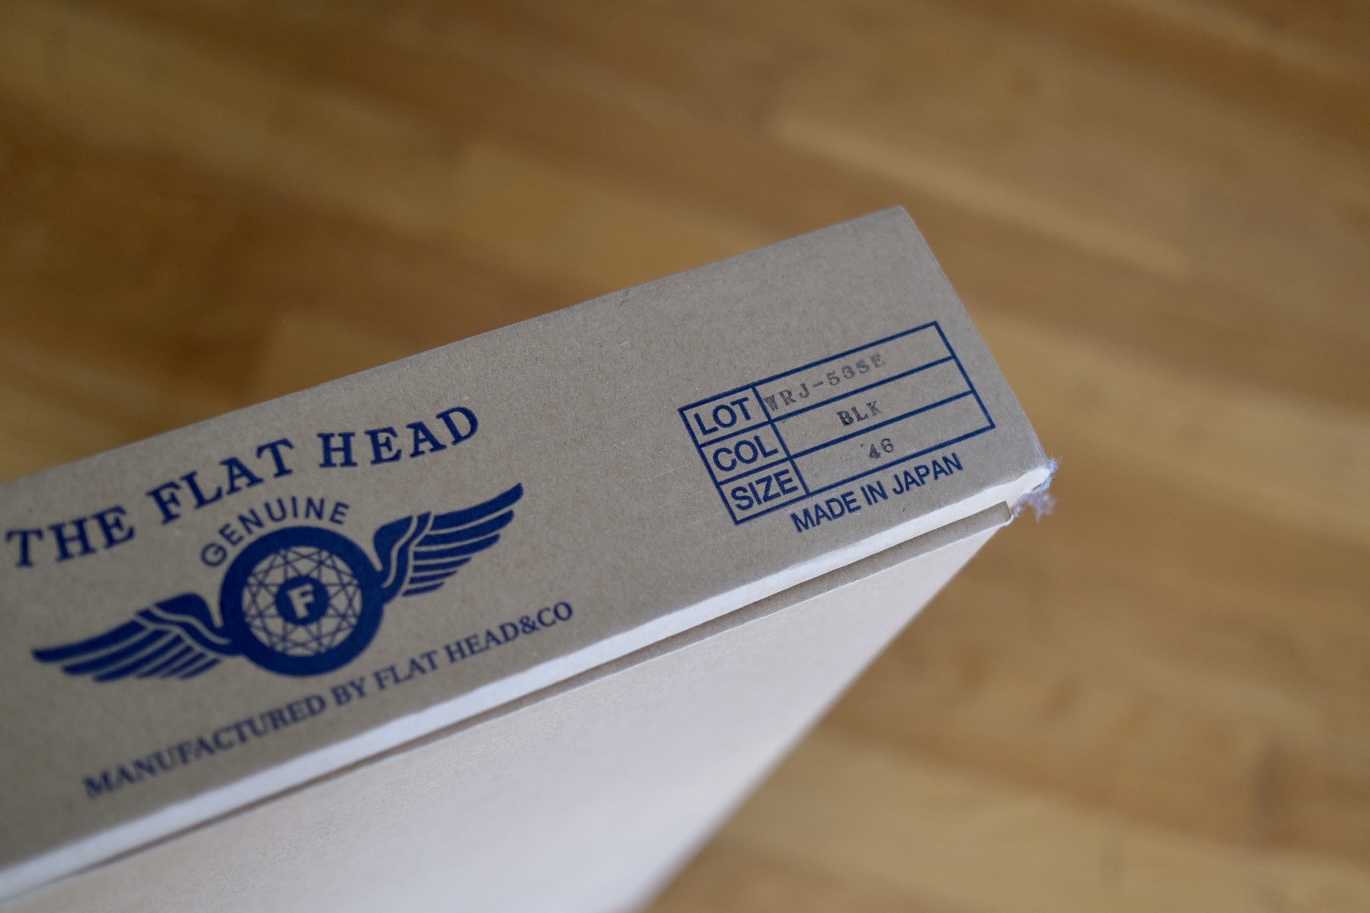 THE FLAT HEAD
GENUINE
F
MANUFACTURED BY FLAT HEAD&CO
LOT WRJ-53SE
COL BLK
SIZE 46
MADE IN JAPAN